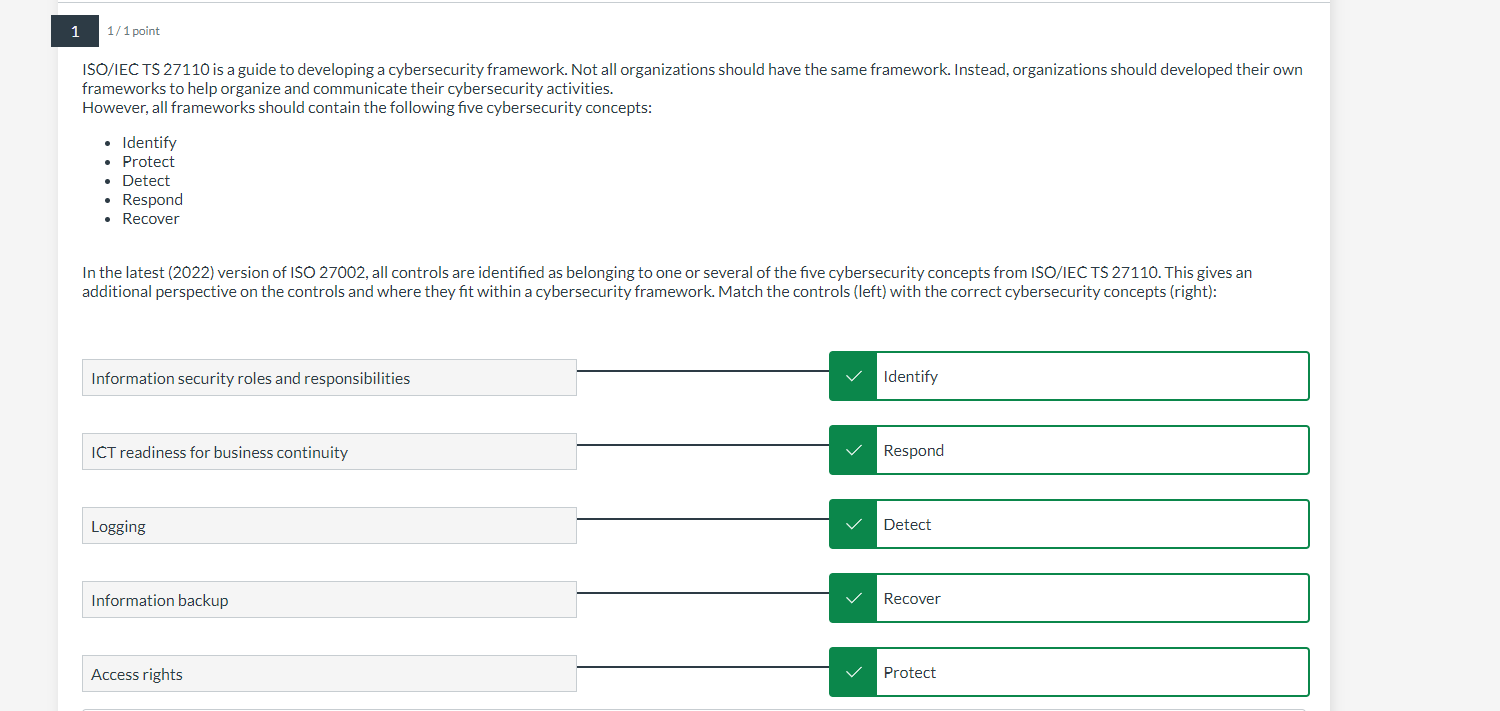 1
1 / 1 point
ISO/IEC TS 27110 is a guide to developing a cybersecurity framework. Not all organizations should have the same framework. Instead, organizations should developed their own
frameworks to help organize and communicate their cybersecurity activities.
However, all frameworks should contain the following five cybersecurity concepts:
• Identify
• Protect
• Detect
• Respond
• Recover
In the latest (2022) version of ISO 27002, all controls are identified as belonging to one or several of the five cybersecurity concepts from ISO/IEC TS 27110. This gives an
additional perspective on the controls and where they fit within a cybersecurity framework. Match the controls (left) with the correct cybersecurity concepts (right):
Information security roles and responsibilities
Identify
ICT readiness for business continuity
Respond
Logging
Detect
Information backup
Recover
Access rights
Protect